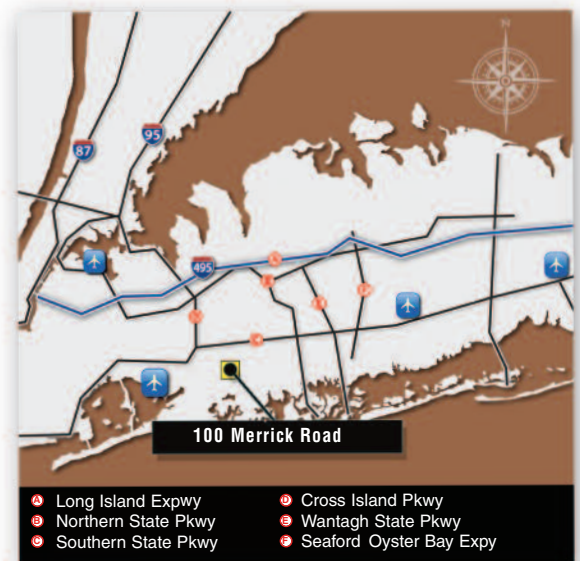 N
87
95
495
100 Merrick Road
A Long Island Expwy
B Northern State Pkwy
C Southern State Pkwy
D Cross Island Pkwy
E Wantagh State Pkwy
F Seaford Oyster Bay Expy